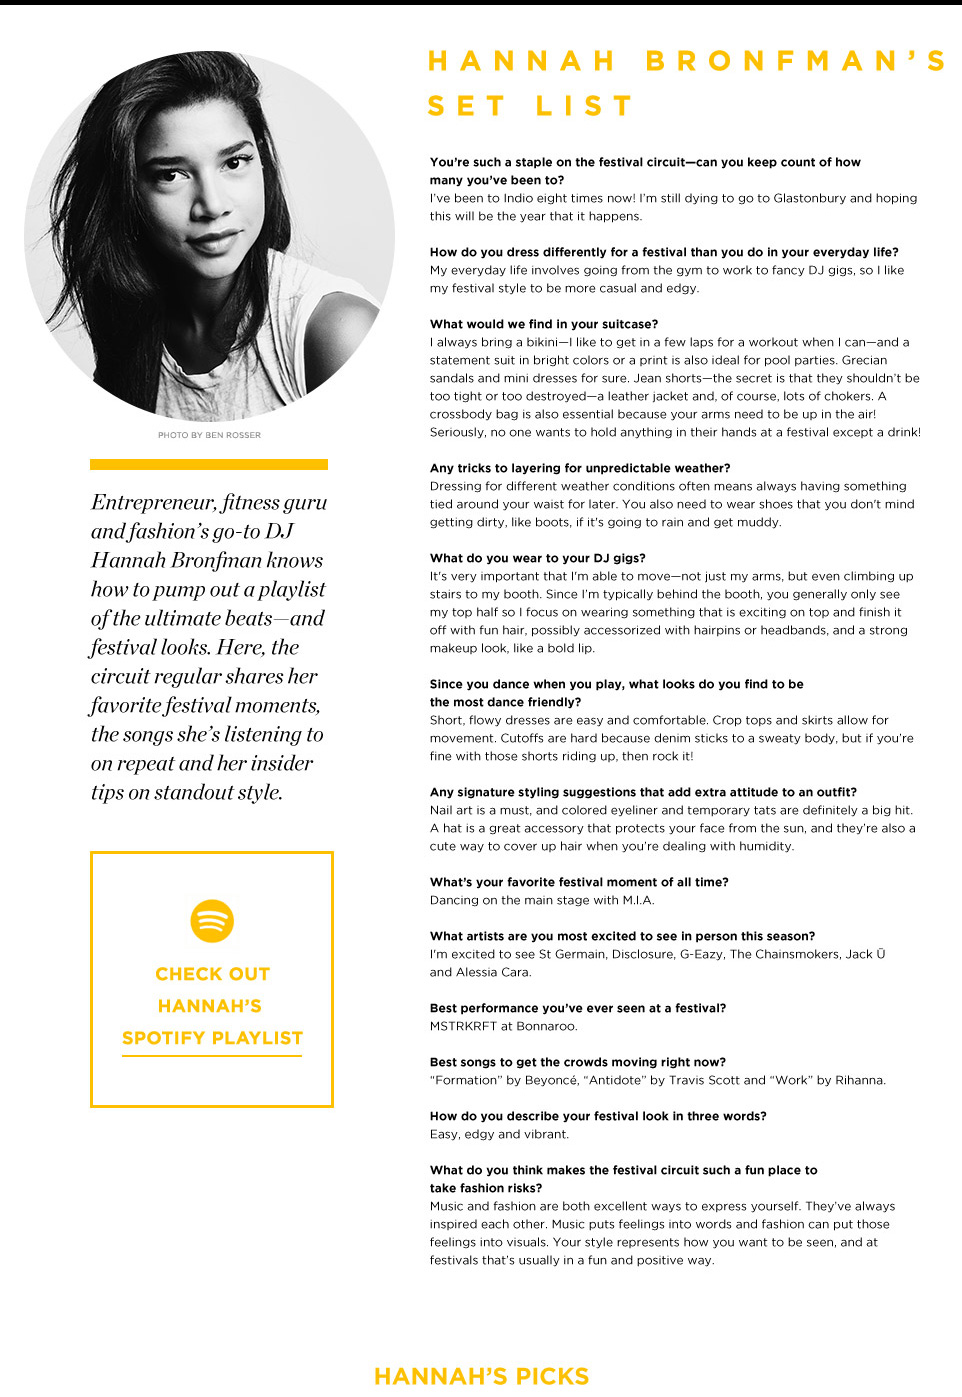 HANNAH BRONFMAN'S
SET LIST
PHOTO BY BEN ROSSER
Entrepreneur, fitness guru
and fashion's go-to DJ
Hannah Bronfman knows
how to pump out a playlist
of the ultimate beats—and
festival looks. Here, the
circuit regular shares her
favorite festival moments,
the songs she's listening to
on repeat and her insider
tips on standout style.
CHECK OUT
HANNAH'S
SPOTIFY PLAYLIST
You're such a staple on the festival circuit—can you keep count of how
many you've been to?
I've been to Indio eight times now! I'm still dying to go to Glastonbury and hoping
this will be the year that it happens.
How do you dress differently for a festival than you do in your everyday life?
My everyday life involves going from the gym to work to fancy DJ gigs, so I like
my festival style to be more casual and edgy.
What would we find in your suitcase?
I always bring a bikini—I like to get in a few laps for a workout when I can—and a
statement suit in bright colors or a print is also ideal for pool parties. Grecian
sandals and mini dresses for sure. Jean shorts—the secret is that they shouldn't be
too tight or too destroyed—a leather jacket and, of course, lots of chokers. A
crossbody bag is also essential because your arms need to be up in the air!
Seriously, no one wants to hold anything in their hands at a festival except a drink!
Any tricks to layering for unpredictable weather?
Dressing for different weather conditions often means always having something
tied around your waist for later. You also need to wear shoes that you don't mind
getting dirty, like boots, if it's going to rain and get muddy.
What do you wear to your DJ gigs?
It's very important that I'm able to move—not just my arms, but even climbing up
stairs to my booth. Since I'm typically behind the booth, you generally only see
my top half so I focus on wearing something that is exciting on top and finish it
off with fun hair, possibly accessorized with hairpins or headbands, and a strong
makeup look, like a bold lip.
Since you dance when you play, what looks do you find to be
the most dance friendly?
Short, flowy dresses are easy and comfortable. Crop tops and skirts allow for
movement. Cutoffs are hard because denim sticks to a sweaty body, but if you're
fine with those shorts riding up, then rock it!
Any signature styling suggestions that add extra attitude to an outfit?
Nail art is a must, and colored eyeliner and temporary tats are definitely a big hit.
A hat is a great accessory that protects your face from the sun, and they're also a
cute way to cover up hair when you're dealing with humidity.
What's your favorite festival moment of all time?
Dancing on the main stage with M.I.A.
What artists are you most excited to see in person this season?
I'm excited to see St Germain, Disclosure, G-Eazy, The Chainsmokers, Jack Ü
and Alessia Cara.
Best performance you've ever seen at a festival?
MSTRKRFT at Bonnaroo.
Best songs to get the crowds moving right now?
“Formation” by Beyoncé, “Antidote” by Travis Scott and “Work” by Rihanna.
How do you describe your festival look in three words?
Easy, edgy and vibrant.
What do you think makes the festival circuit such a fun place to
take fashion risks?
Music and fashion are both excellent ways to express yourself. They've always
inspired each other. Music puts feelings into words and fashion can put those
feelings into visuals. Your style represents how you want to be seen, and at
festivals that's usually in a fun and positive way.
HANNAH'S PICKS